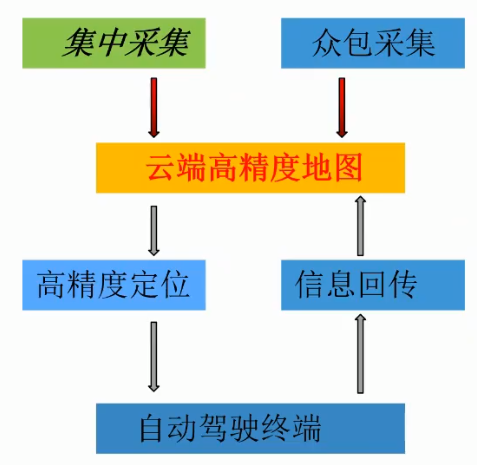 集中采集
众包采集
云端高精度地图
高精度定位
信息回传
自动驾驶终端